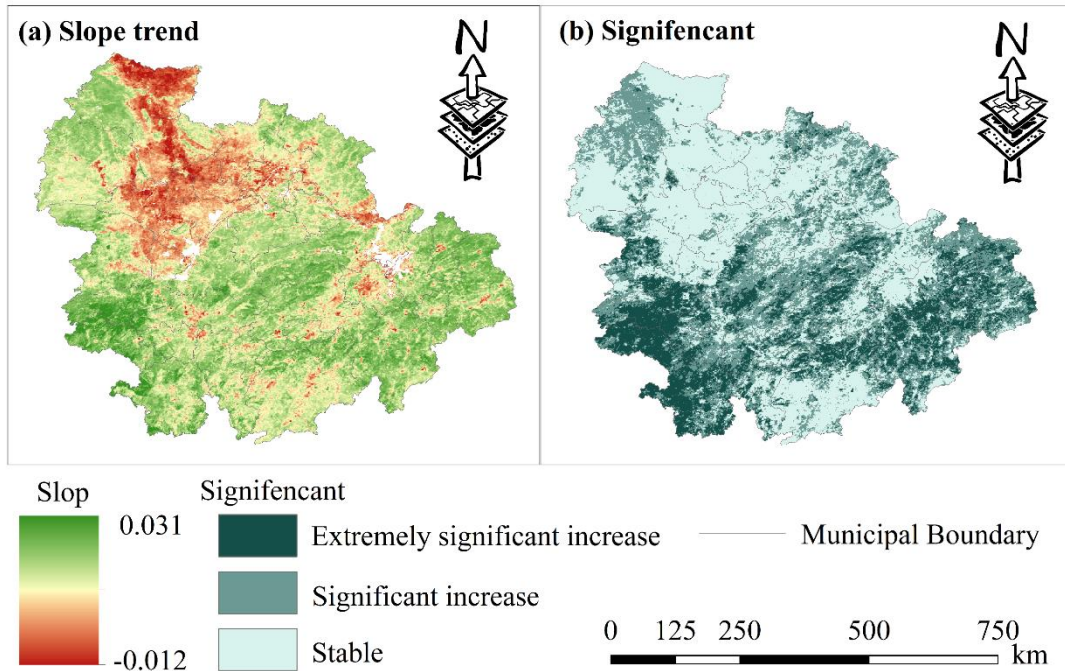 (a) Slope trend
N
(b) Signifencant
N
Slop
0.031
-0.012
Signifencant
Extremely significant increase
Significant increase
Stable
Municipal Boundary
0 125 250 500 750
km